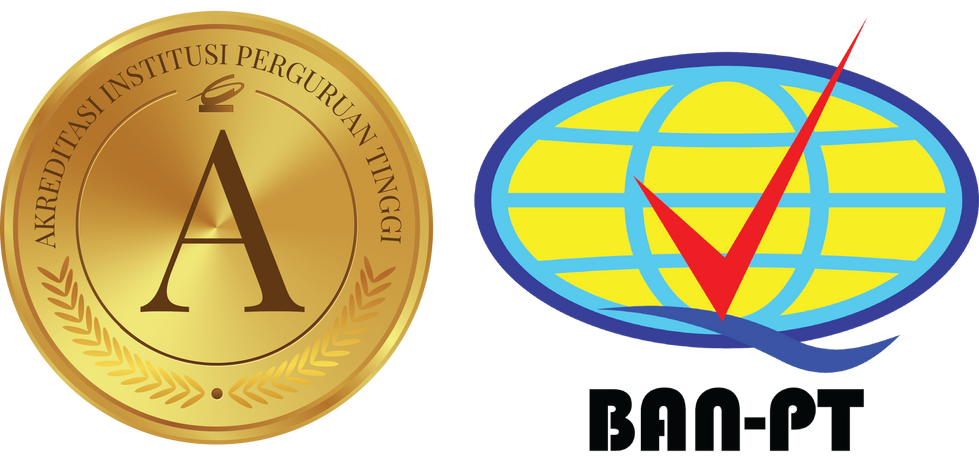 AKREDITASI INSTITUSI PERGURUAN TINGGI
A
BAN-PT